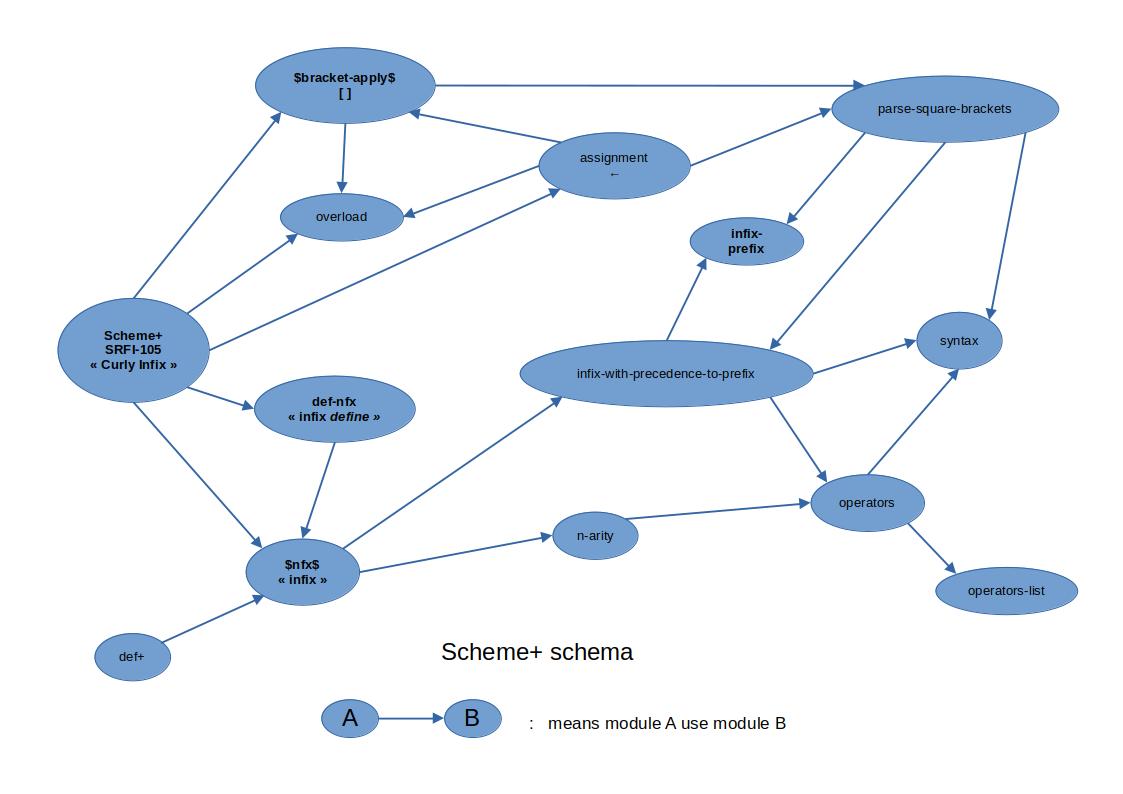 $bracket-apply$
[ ]
parse-square-brackets
assignment
←
overload
infix-
prefix
Scheme+
SRFI-105
« Curly Infix »
syntax
infix-with-precedence-to-prefix
def-nfx
« infix define »
operators
n-arity
$nfx$
« infix »
operators-list
def+
Scheme+ schema
A
B
: means module A use module B